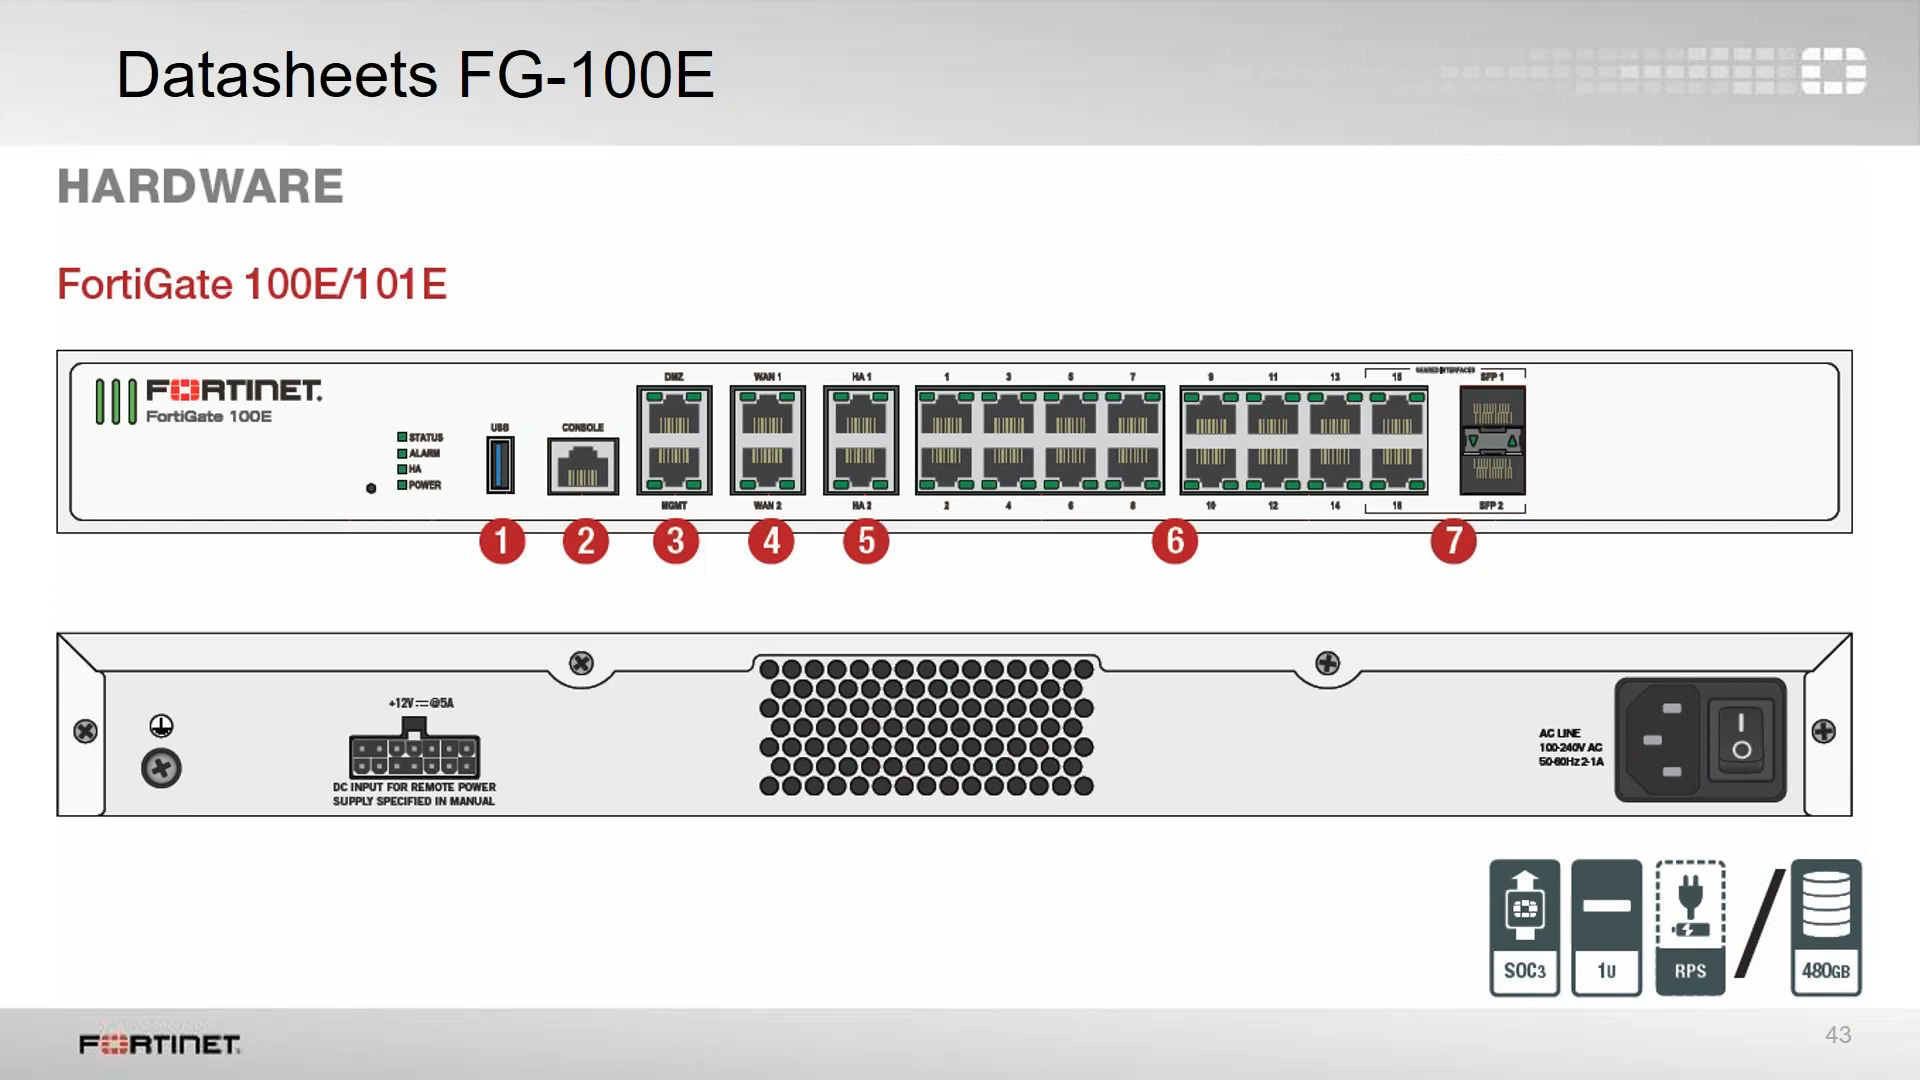 Datasheets FG-100E
HARDWARE
FortiGate 100E/101E
FORTINET.
FortiGate 100E
STATUS
ALARM
HA
POWER
USB
CONSOLE
DMZ
WAN 1
HA 1
1
3
5
7
9
11
13
15
SHARED INTERFACES
SFP 1
MGMT
WAN 2
HA 2
2
4
6
8
10
12
14
16
SFP 2
1
2
3
4
5
6
7
+12V⎓@5A
DC INPUT FOR REMOTE POWER
SUPPLY SPECIFIED IN MANUAL
AC LINE
100-240V AC
50-60Hz 2-1A
SOC3
1U
RPS
/
480GB
FORTINET.
43